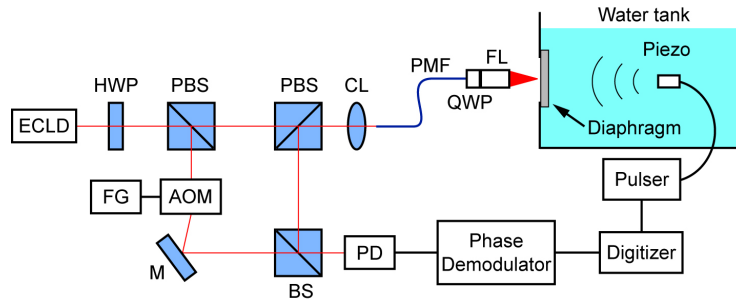 Water tank
HWP
PBS
PBS
CL
PMF
FL
Piezo
ECLD
QWP
Diaphragm
FG
AOM
Pulser
M
BS
PD
Phase
Demodulator
Digitizer